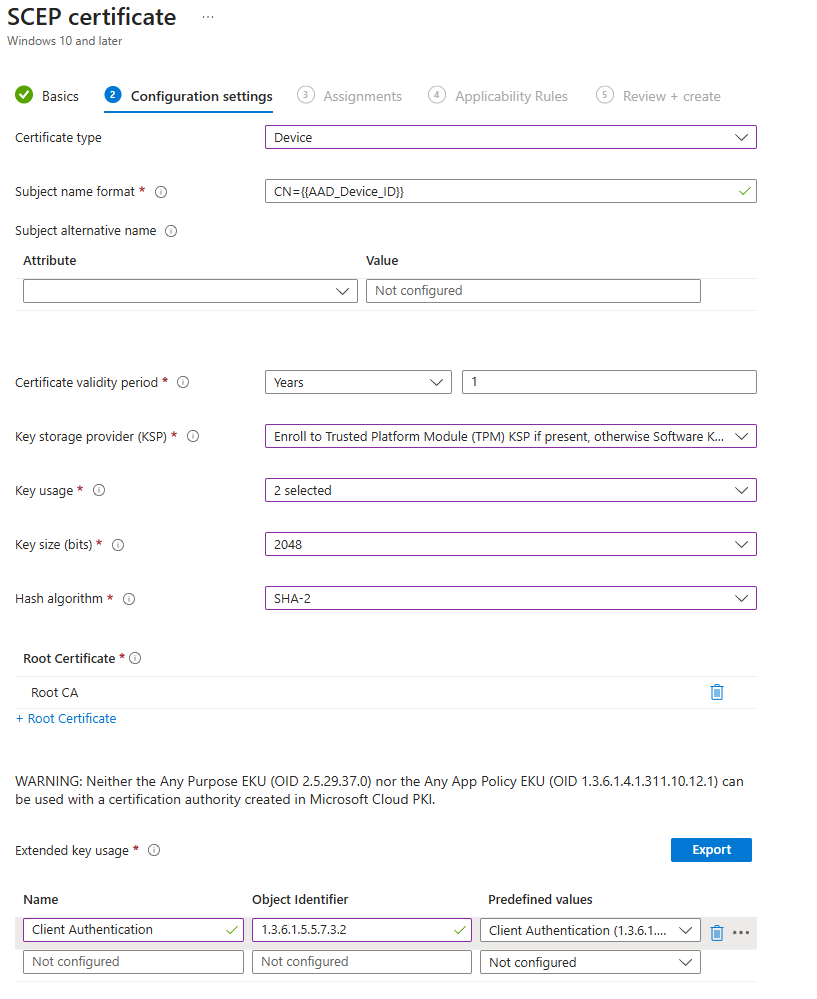 SCEP certificate ...
Windows 10 and later
Basics 2 Configuration settings 3 Assignments 4 Applicability Rules 5 Review + create
Certificate type Device
Subject name format * CN={{AAD_Device_ID}}
Subject alternative name
Attribute Value
Not configured
Certificate validity period * Years 1
Key storage provider (KSP) * Enroll to Trusted Platform Module (TPM) KSP if present, otherwise Software K...
Key usage * 2 selected
Key size (bits) * 2048
Hash algorithm * SHA-2
Root Certificate *
Root CA
+ Root Certificate
WARNING: Neither the Any Purpose EKU (OID 2.5.29.37.0) nor the Any App Policy EKU (OID 1.3.6.1.4.1.311.10.12.1) can
be used with a certification authority created in Microsoft Cloud PKI.
Extended key usage * Export
Name Object Identifier Predefined values
Client Authentication 1.3.6.1.5.5.7.3.2 Client Authentication (1.3.6.1.... ...
Not configured Not configured Not configured